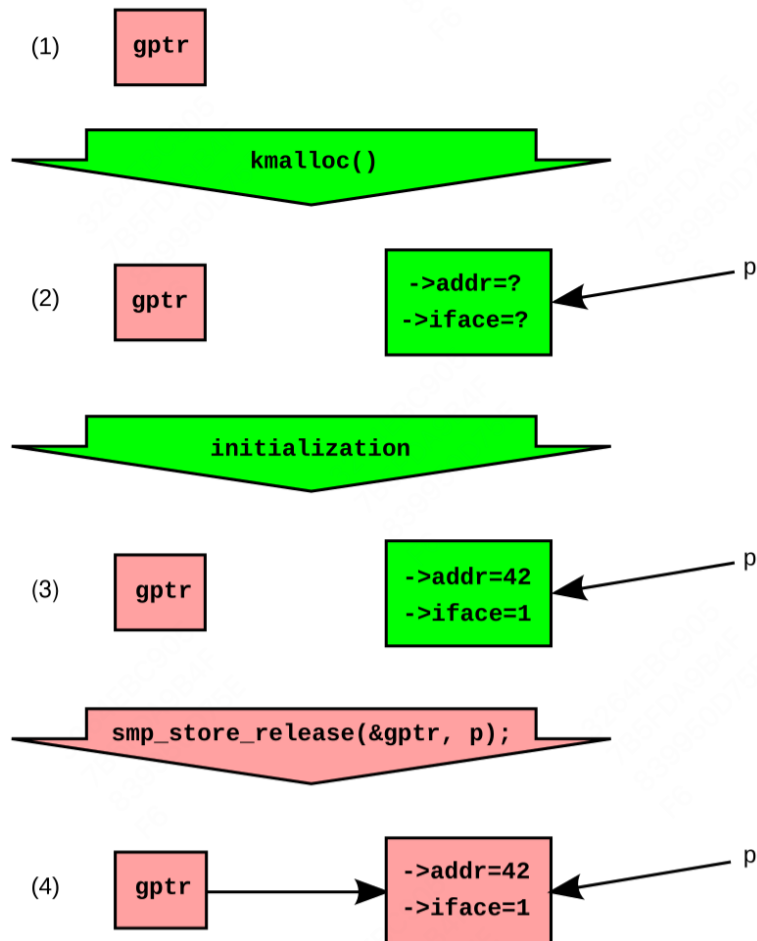 (1) gptr
kmalloc()
(2) gptr ->addr=? p
->iface=?
initialization
(3) gptr ->addr=42 p
->iface=1
smp_store_release(&gptr, p);
(4) gptr ->addr=42 p
->iface=1